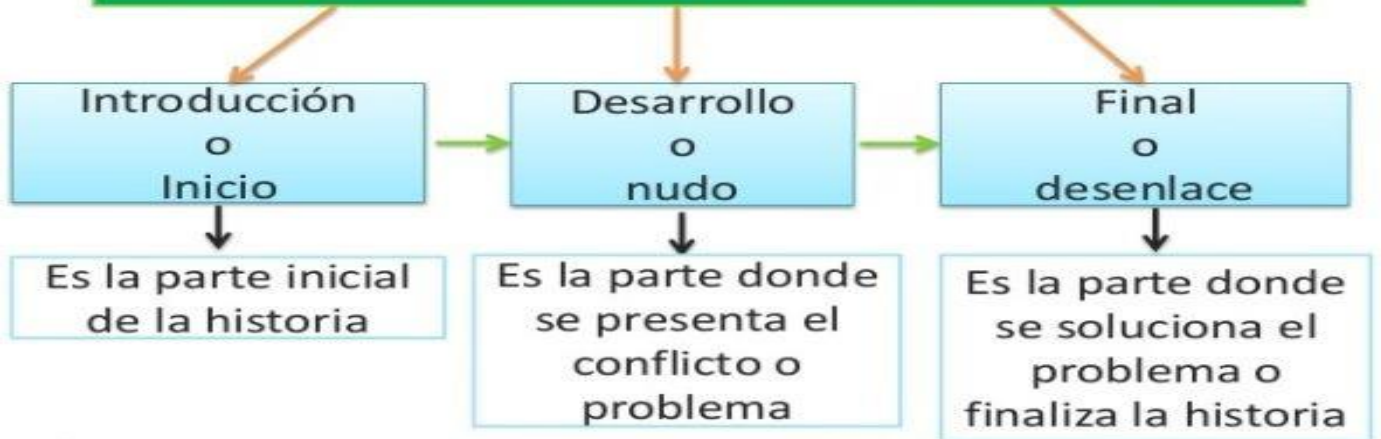 Introducción
o
Inicio
Desarrollo
o
nudo
Final
o
desenlace
Es la parte inicial
de la historia
Es la parte donde
se presenta el
conflicto o
problema
Es la parte donde
se soluciona el
problema o
finaliza la historia